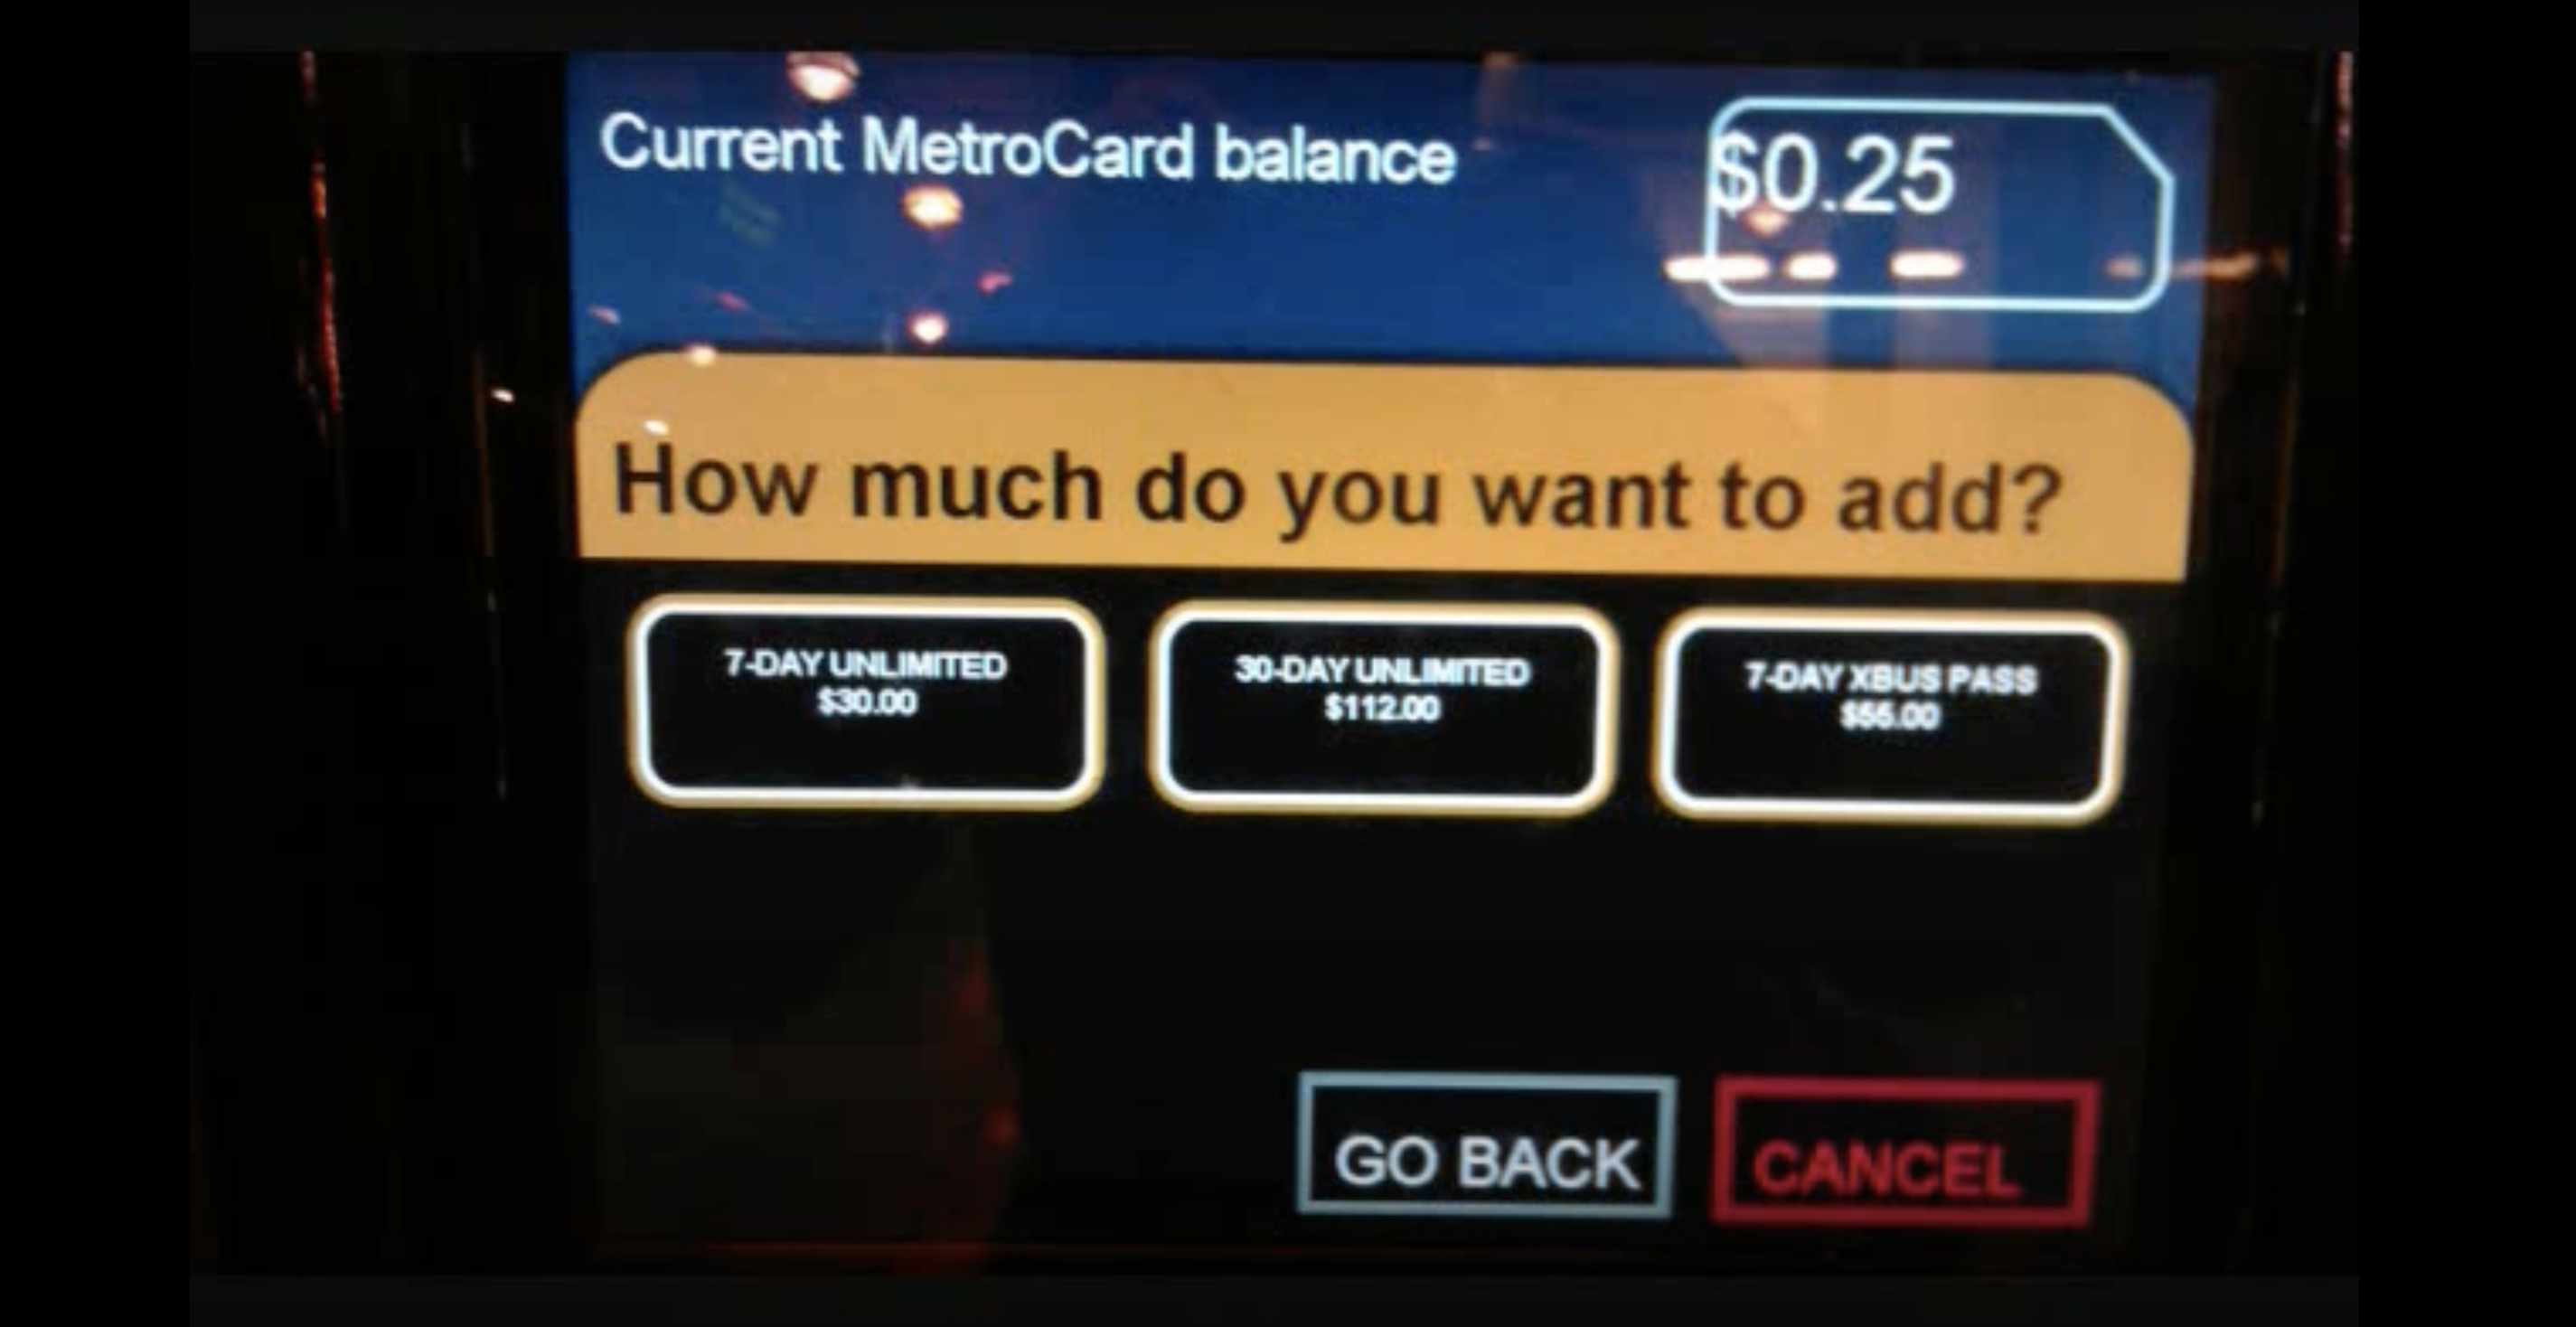 Current MetroCard balance
$0.25
How much do you want to add?
7-DAY UNLIMITED
$30.00
30-DAY UNLIMITED
$112.00
7-DAY XBUS PASS
$55.00
GO BACK
CANCEL